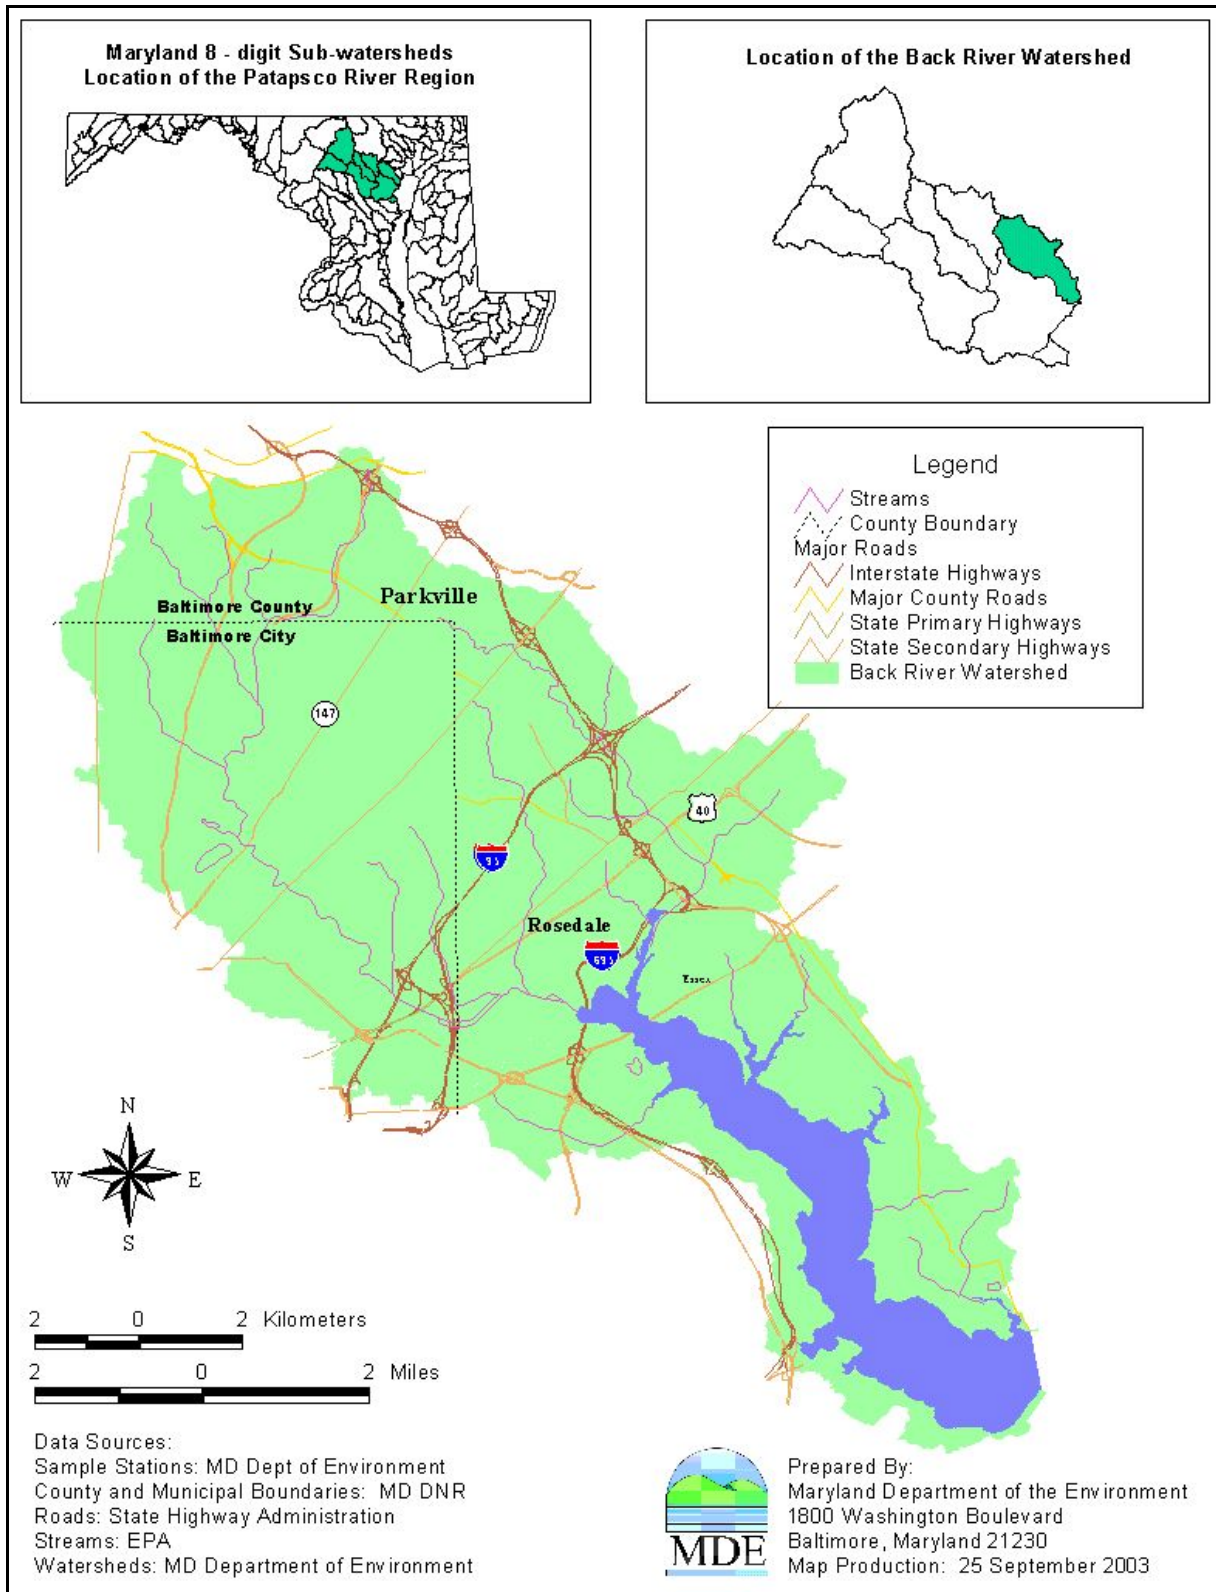 Maryland 8 - digit Sub-watersheds
Location of the Patapsco River Region
Location of the Back River Watershed
Legend
Streams
County Boundary
Major Roads
Interstate Highways
Major County Roads
State Primary Highways
State Secondary Highways
Back River Watershed
Parkville
Baltimore County
Baltimore City
147
40
95
Rosedale
695
Essex
N
W
E
S
2 0 2 Kilometers
2 0 2 Miles
Data Sources:
Sample Stations: MD Dept of Environment
County and Municipal Boundaries: MD DNR
Roads: State Highway Administration
Streams: EPA
Watersheds: MD Department of Environment
MDE
Prepared By:
Maryland Department of the Environment
1800 Washington Boulevard
Baltimore, Maryland 21230
Map Production: 25 September 2003